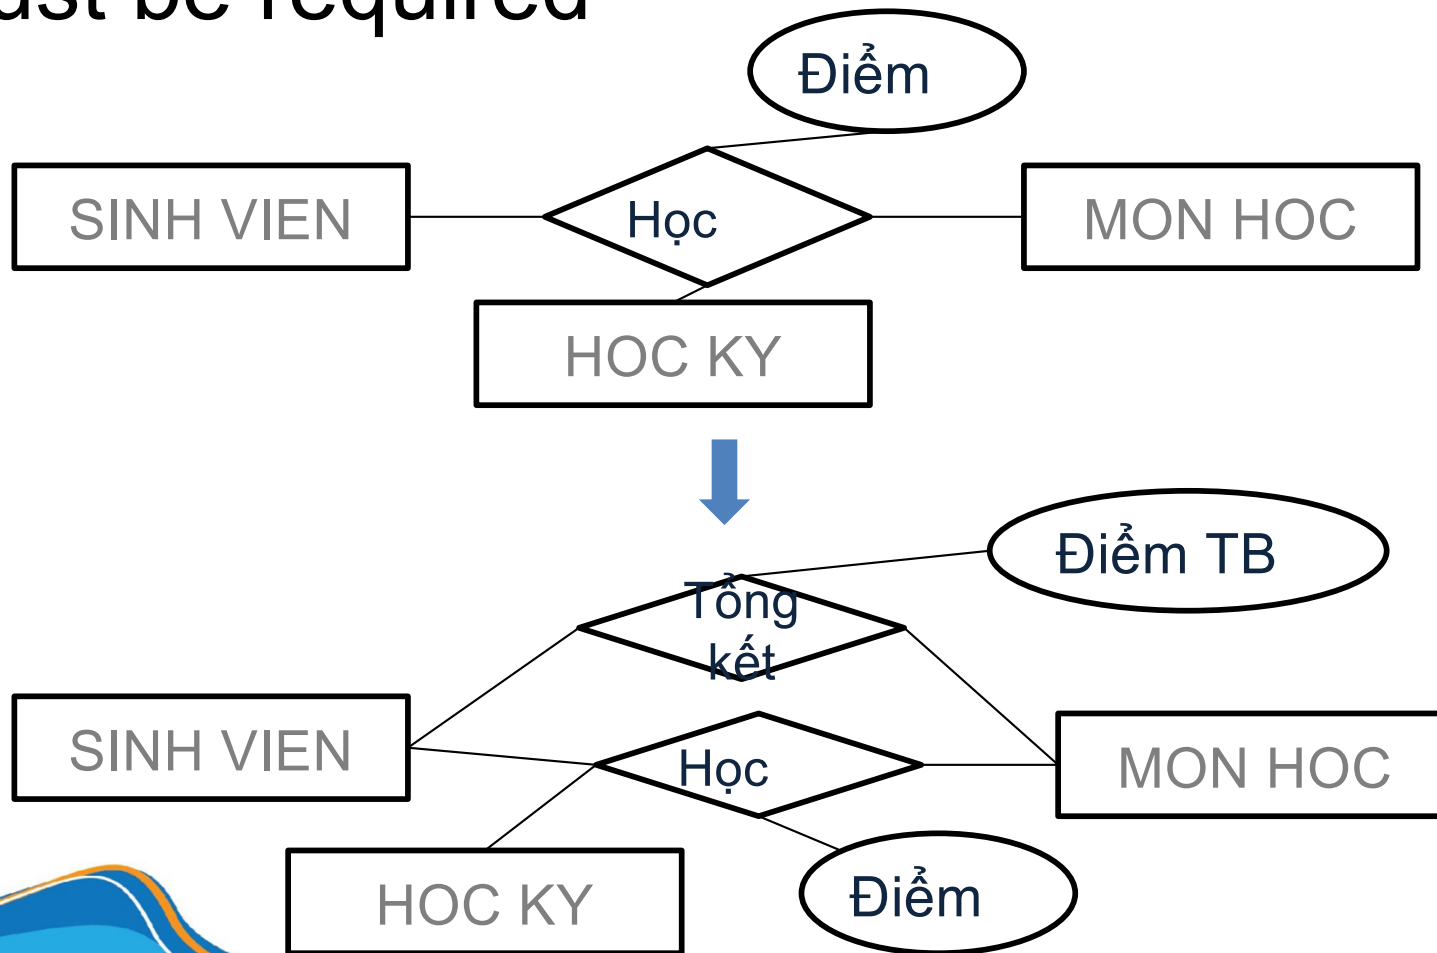 must be required
Điểm
SINH VIEN
Học
MON HOC
HOC KY
Điểm TB
Tổng
kết
SINH VIEN
Học
MON HOC
HOC KY
Điểm